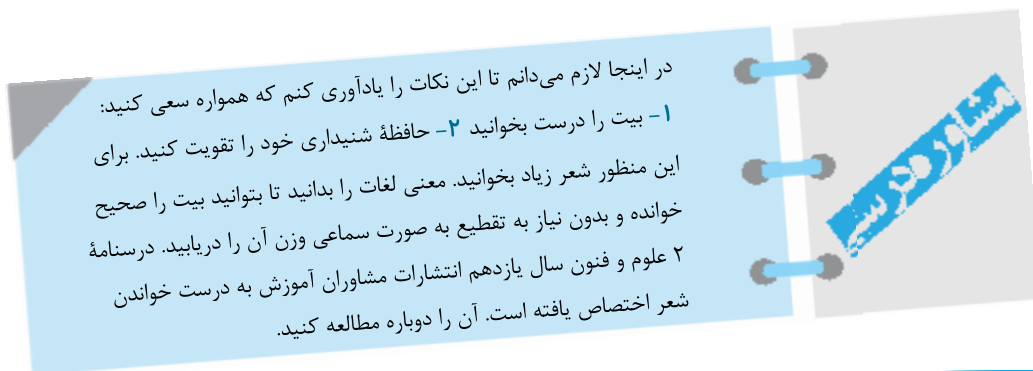 در اینجا لازم می‌دانم تا این نکات را یادآوری کنم که همواره سعی کنید:
۱- بیت را درست بخوانید ۲- حافظهٔ شنیداری خود را تقویت کنید. برای
این منظور شعر زیاد بخوانید. معنی لغات را بدانید تا بتوانید بیت را صحیح
خوانده و بدون نیاز به تقطیع به صورت سماعی وزن آن را دریابید. درسنامهٔ
۲ علوم و فنون سال یازدهم انتشارات مشاوران آموزش به درست خواندن
شعر اختصاص یافته است. آن را دوباره مطالعه کنید.
مشاور درسی